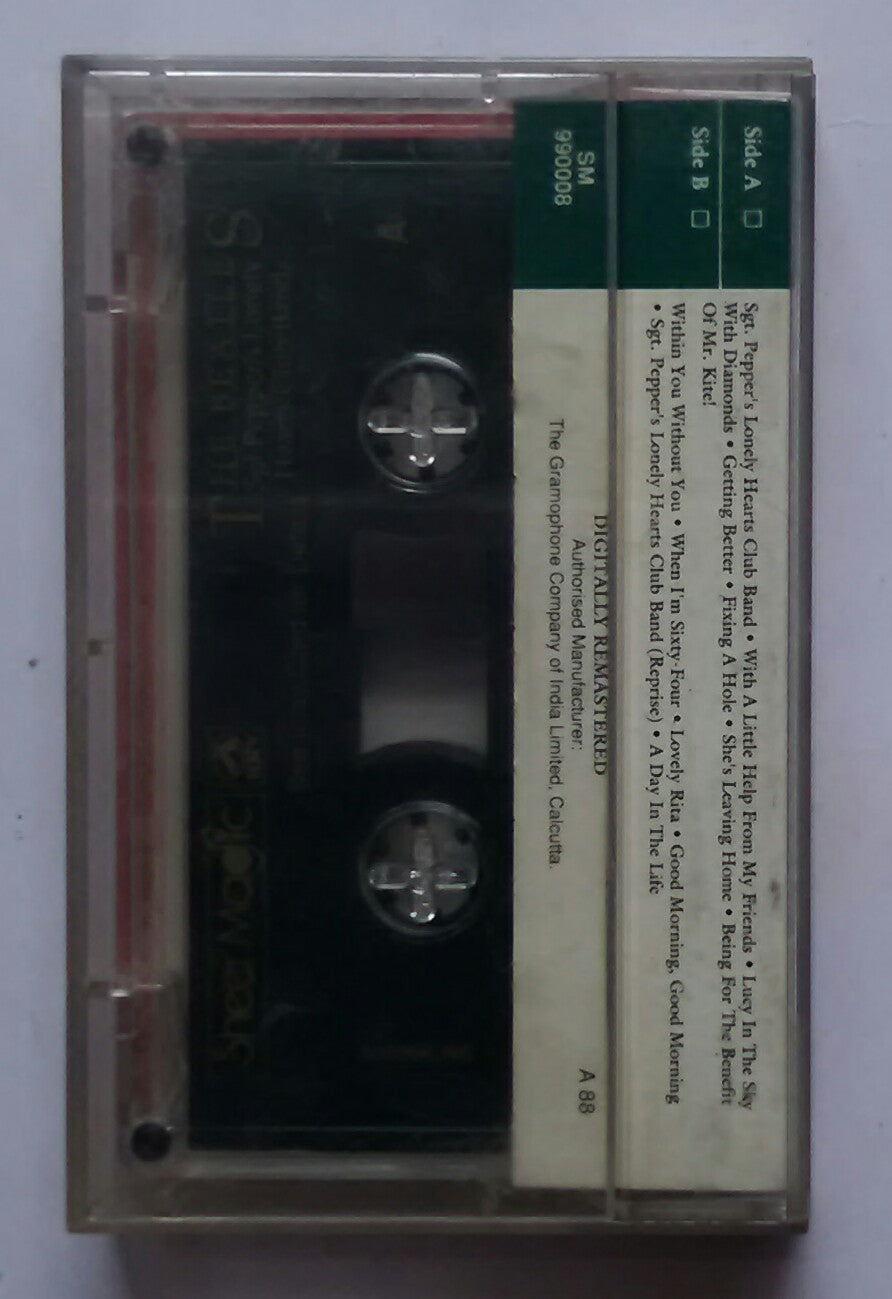 Side A
Sgt. Pepper's Lonely Hearts Club Band • With A Little Help From My Friends • Lucy In The Sky
With Diamonds • Getting Better • Fixing A Hole • She's Leaving Home • Being For The Benefit
Of Mr. Kite!
Side B
Within You Without You • When I'm Sixty-Four • Lovely Rita • Good Morning, Good Morning
• Sgt. Pepper's Lonely Hearts Club Band (Reprise) • A Day In The Life
SM
990008
DIGITALLY REMASTERED
Authorised Manufacturer:
The Gramophone Company of India Limited, Calcutta.
A 88
A
THE BEATLES
Sheer Magic